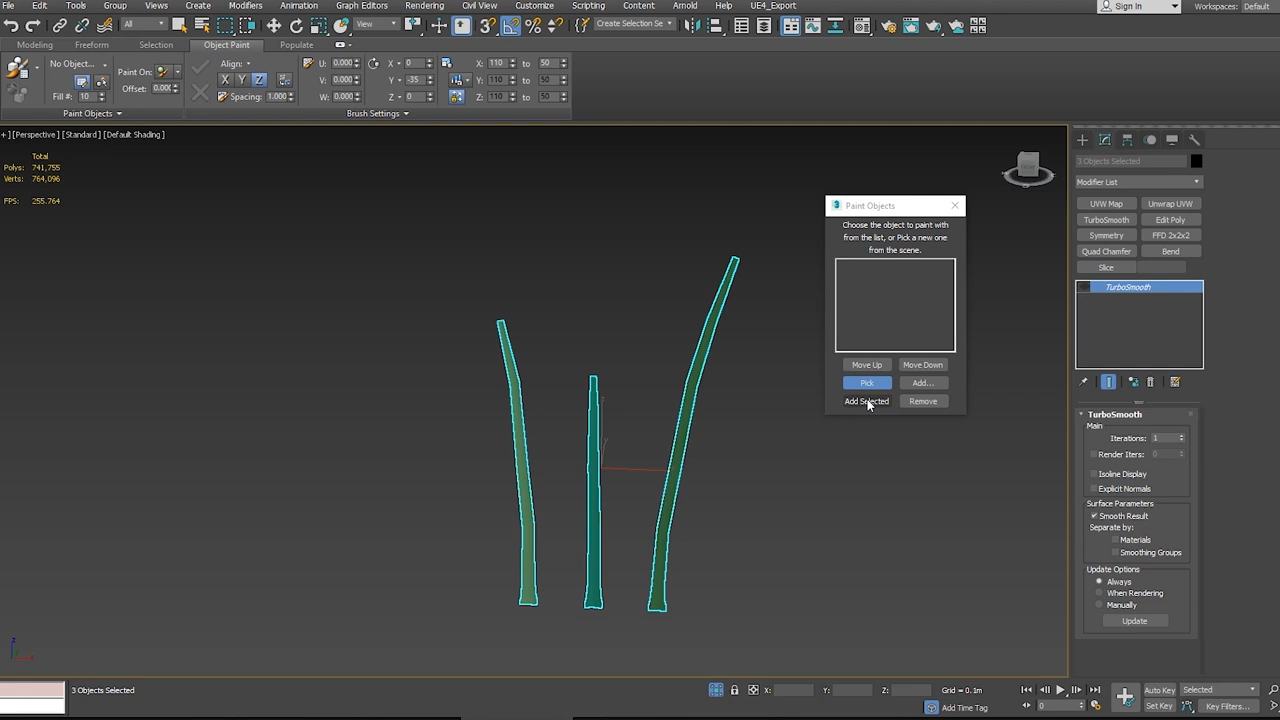 File Edit Tools Group Views Create Modifiers Animation Graph Editors Rendering Civil View Customize Scripting Content Arnold Help UE4_Export Sign In Workspaces: Default
All View Create Selection Se
Modeling Freeform Selection Object Paint Populate
No Object... Paint On: Align: U: 0.000 X 0 X: 110 to 50
X Y Z V: 0.000 Y -35 Y: 110 to 50
Fill #: 10 Offset: 0.000 Spacing: 1.000 W: 0.000 Z 0 Z: 110 to 50
Paint Objects Brush Settings
+] [Perspective] [Standard] [Default Shading]
Total
Polys: 741,755
Verts: 764,096
FPS: 255.764
Paint Objects
Choose the object to paint with
from the list, or Pick a new one
from the scene.
Move Up Move Down
Pick Add...
Add Selected Remove
3 Objects Selected
Modifier List
UVW Map Unwrap UVW
TurboSmooth Edit Poly
Symmetry FFD 2x2x2
Quad Chamfer Bend
Slice
TurboSmooth
TurboSmooth
Main
Iterations: 1
Render Iters: 0
Isoline Display
Explicit Normals
Surface Parameters
Smooth Result
Separate by:
Materials
Smoothing Groups
Update Options
Always
When Rendering
Manually
Update
3 Objects Selected X: Y: Z: Grid = 0.1m Auto Key Selected
Add Time Tag 0 Set Key Key Filters...